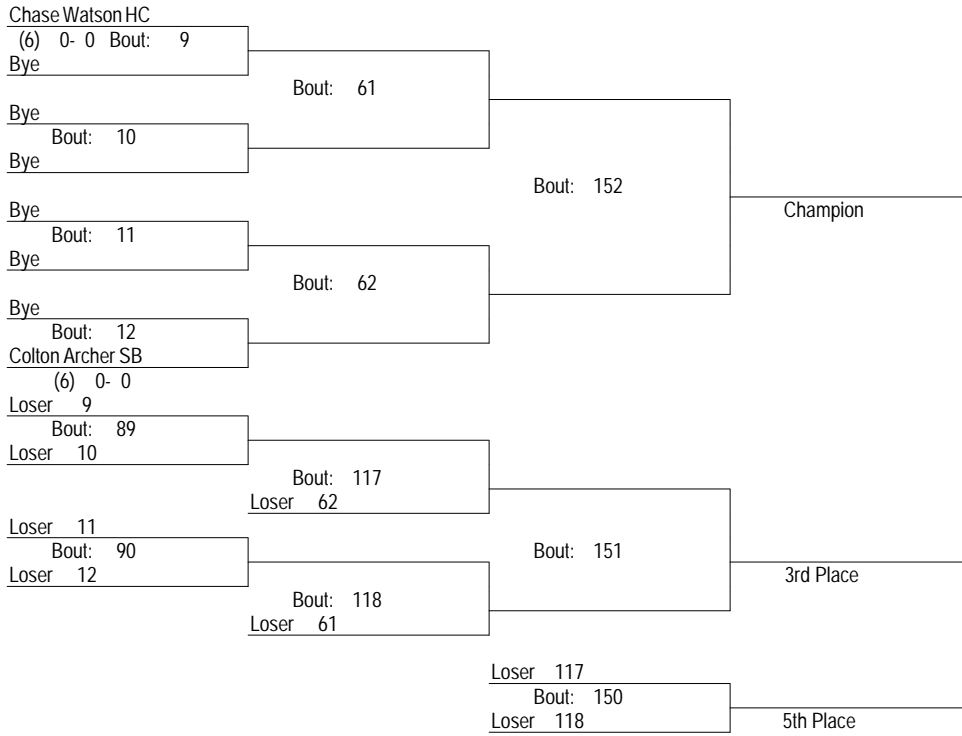 Chase Watson HC
(6) 0- 0 Bout: 9
Bye
Bout: 61
Bye
Bout: 10
Bye
Bout: 152
Champion
Bye
Bout: 11
Bye
Bout: 62
Bye
Bout: 12
Colton Archer SB
(6) 0- 0
Loser 9
Bout: 89
Loser 10
Bout: 117
Loser 62
Loser 11
Bout: 90
Loser 12
Bout: 151
3rd Place
Bout: 118
Loser 61
Loser 117
Bout: 150
Loser 118
5th Place